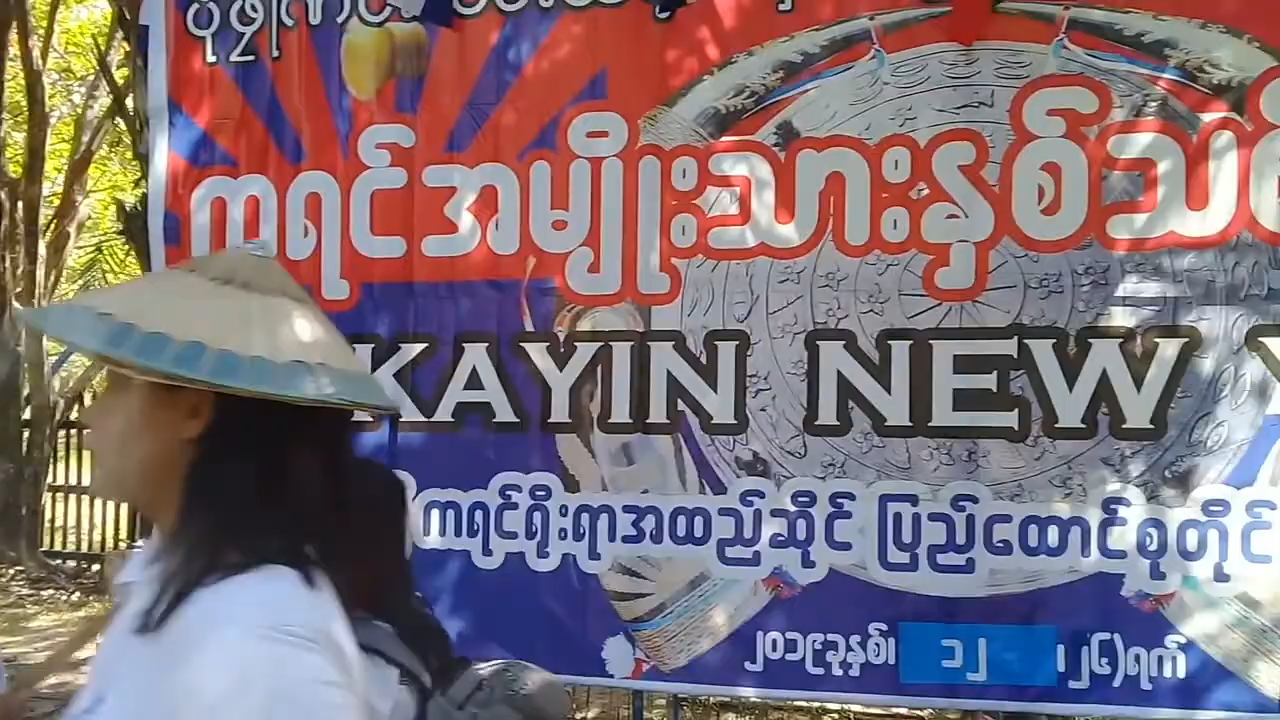 ကရင်အမျိုးသားနှစ်သစ်
KAYIN NEW
ကရင်ရိုးရာအထည်ဆိုင် ပြည်ထောင်စုတိုင်
၂၀၁၉ခုနှစ်၊ ၁၂ ၊၂၆)ရက်